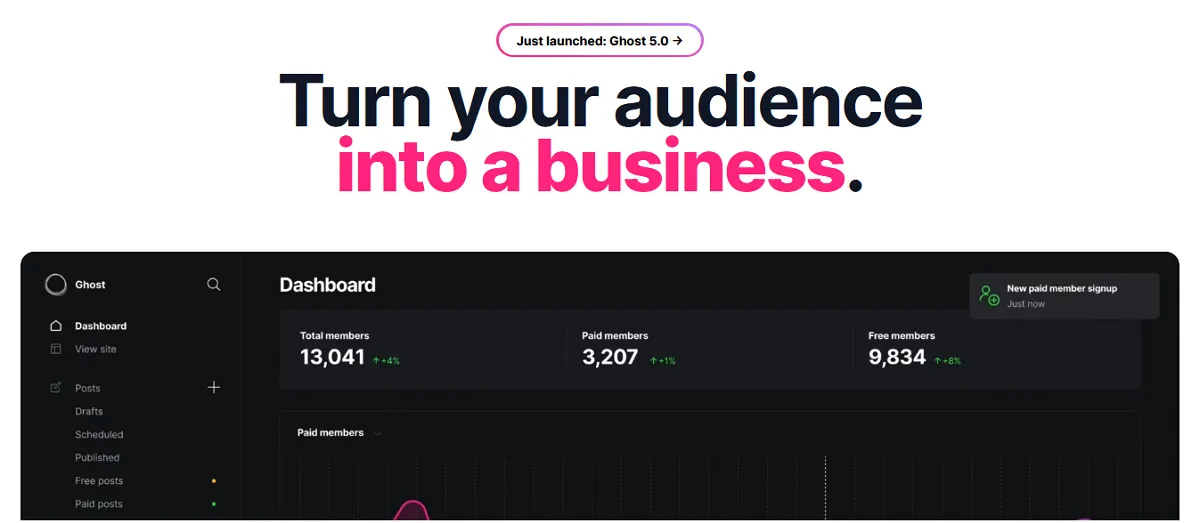 Just launched: Ghost 5.0 →
Turn your audience
into a business.
Ghost
Dashboard
View site
Posts
Drafts
Scheduled
Published
Free posts
Paid posts
Dashboard
New paid member signup
Just now
Total members
13,041 ↑+4%
Paid members
3,207 ↑+1%
Free members
9,834 ↑+8%
Paid members